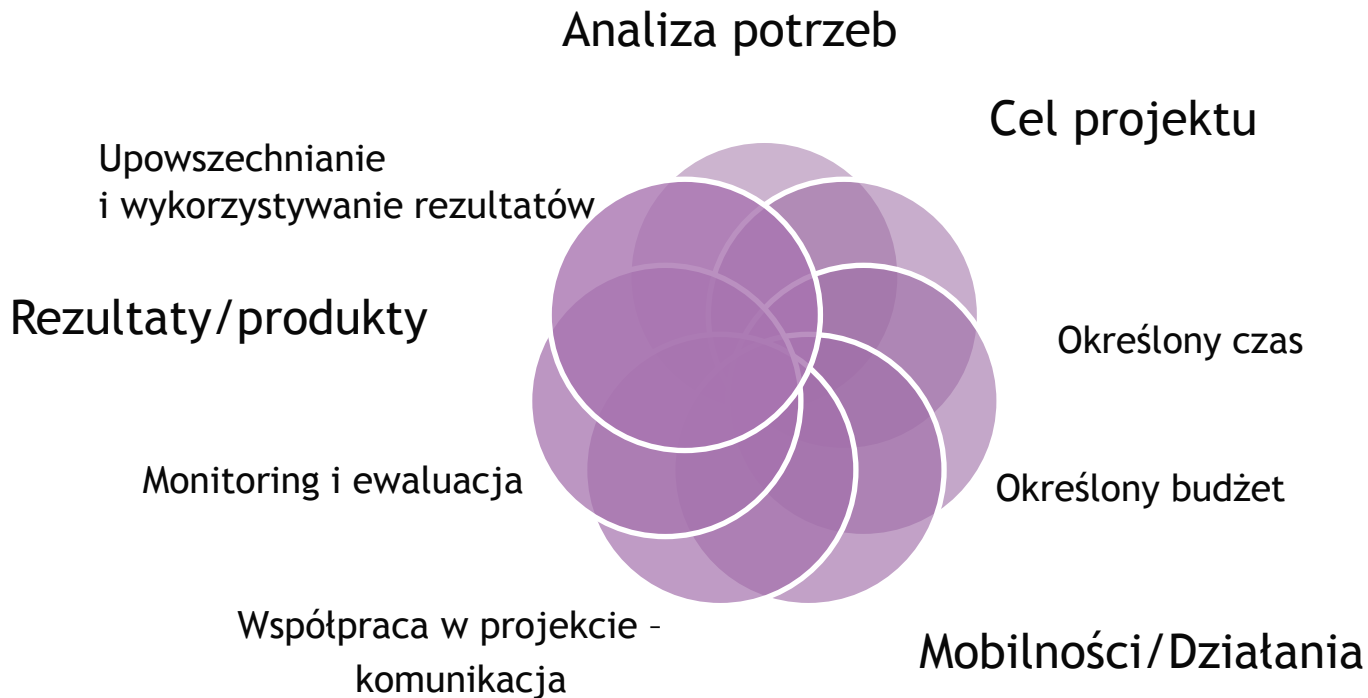 Analiza potrzeb
Cel projektu
Upowszechnianie
i wykorzystywanie rezultatów
Rezultaty/produkty
Określony czas
Monitoring i ewaluacja
Określony budżet
Współpraca w projekcie –
komunikacja
Mobilności/Działania